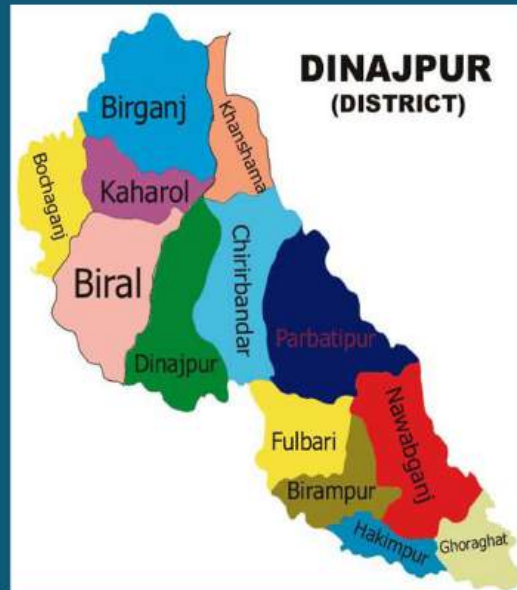 DINAJPUR
(DISTRICT)
Birganj
Khanshama
Bochaganj
Kaharol
Biral
Dinajpur
Chirirbandar
Parbatipur
Fulbari
Nawabganj
Birampur
Hakimpur
Ghoraghat